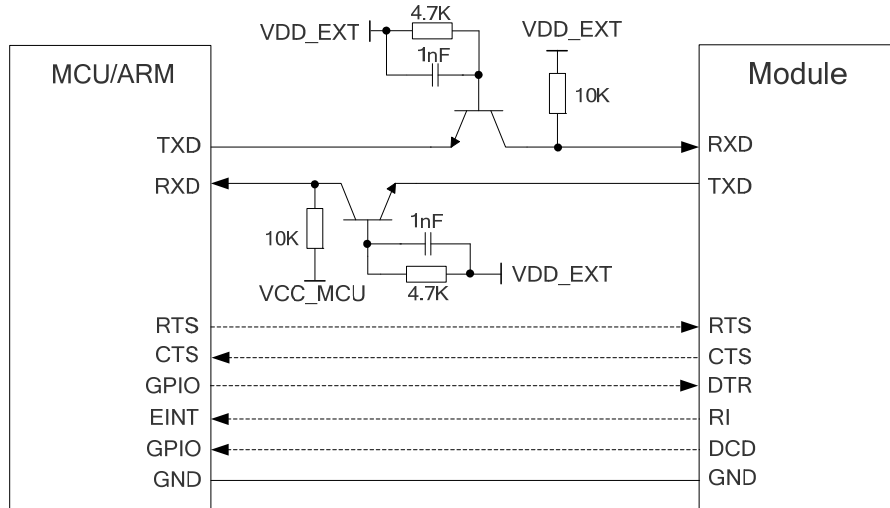 4.7K
VDD_EXT
1nF
VDD_EXT
MCU/ARM
Module
10K
TXD
RXD
RXD
TXD
1nF
10K
VDD_EXT
VCC_MCU
4.7K
RTS
RTS
CTS
CTS
GPIO
DTR
EINT
RI
GPIO
DCD
GND
GND